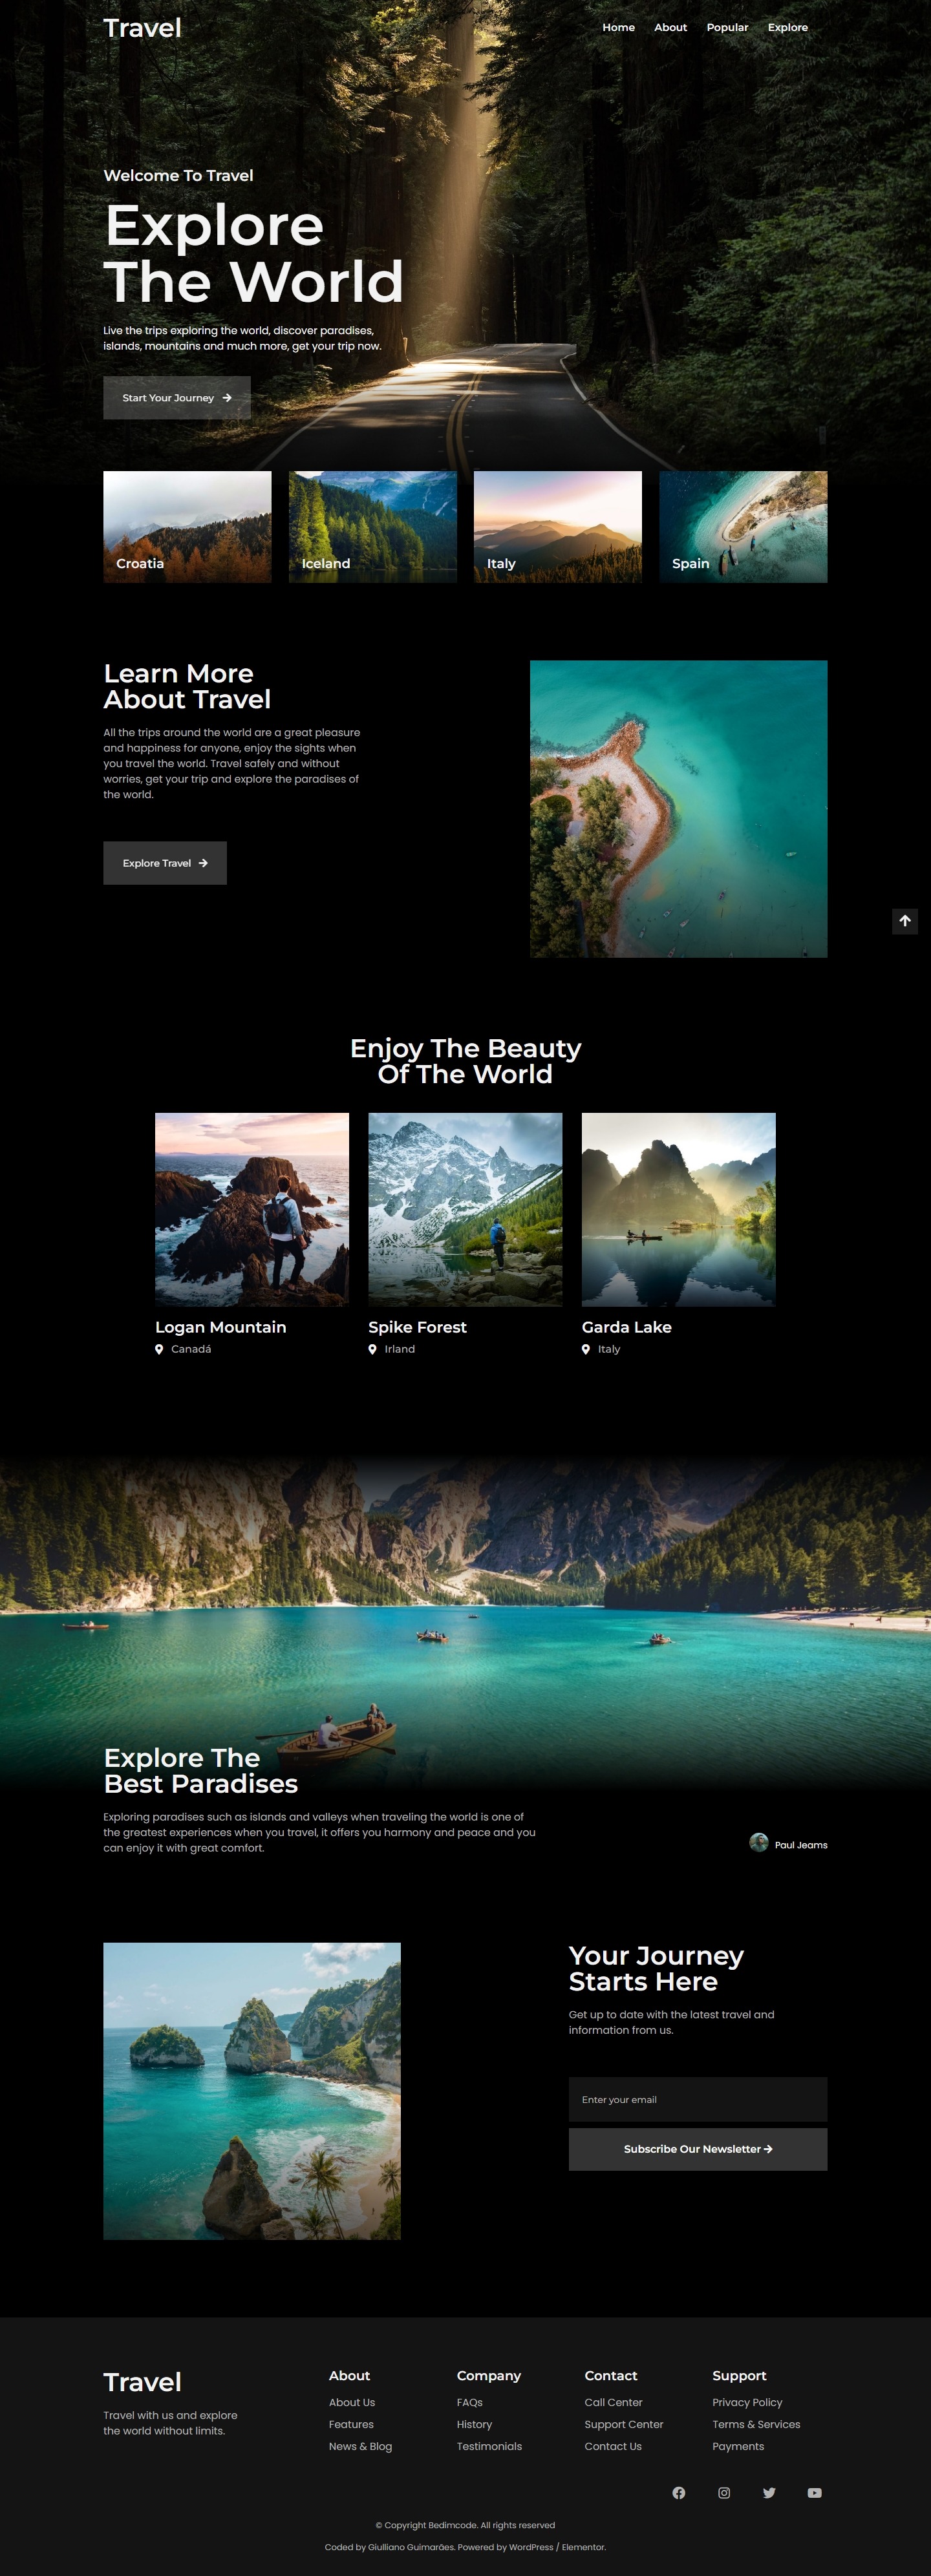 Travel
Home About Popular Explore
Welcome To Travel
Explore
The World
Live the trips exploring the world, discover paradises,
islands, mountains and much more, get your trip now.
Start Your Journey
Croatia
Iceland
Italy
Spain
Learn More
About Travel
All the trips around the world are a great pleasure
and happiness for anyone, enjoy the sights when
you travel the world. Travel safely and without
worries, get your trip and explore the paradises of
the world.
Explore Travel
Enjoy The Beauty
Of The World
Logan Mountain
Canadá
Spike Forest
Irland
Garda Lake
Italy
Explore The
Best Paradises
Exploring paradises such as islands and valleys when traveling the world is one of
the greatest experiences when you travel, it offers you harmony and peace and you
can enjoy it with great comfort.
Paul Jeams
Your Journey
Starts Here
Get up to date with the latest travel and
information from us.
Enter your email
Subscribe Our Newsletter
Travel
Travel with us and explore
the world without limits.
About
About Us
Features
News & Blog
Company
FAQs
History
Testimonials
Contact
Call Center
Support Center
Contact Us
Support
Privacy Policy
Terms & Services
Payments
© Copyright Bedimcode. All rights reserved
Coded by Giulliano Guimarães. Powered by WordPress / Elementor.